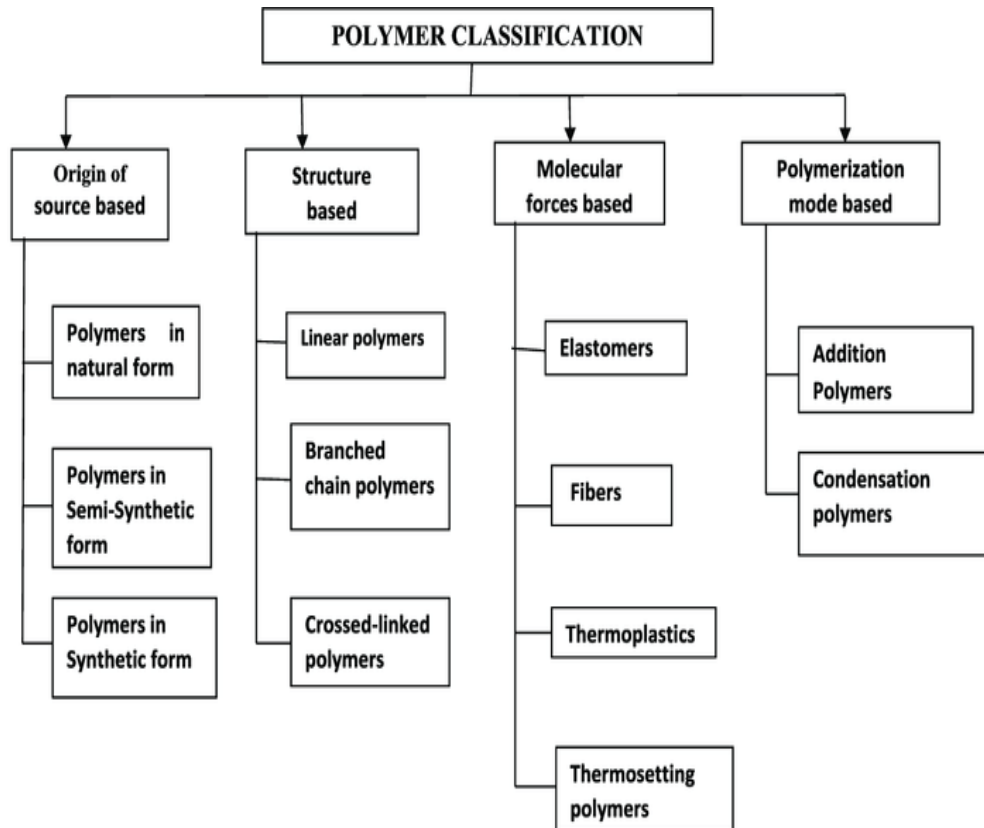 POLYMER CLASSIFICATION
Origin of
source based
Structure
based
Molecular
forces based
Polymerization
mode based
Polymers in
natural form
Polymers in
Semi-Synthetic
form
Polymers in
Synthetic form
Linear polymers
Branched
chain polymers
Crossed-linked
polymers
Elastomers
Fibers
Thermoplastics
Thermosetting
polymers
Addition
Polymers
Condensation
polymers